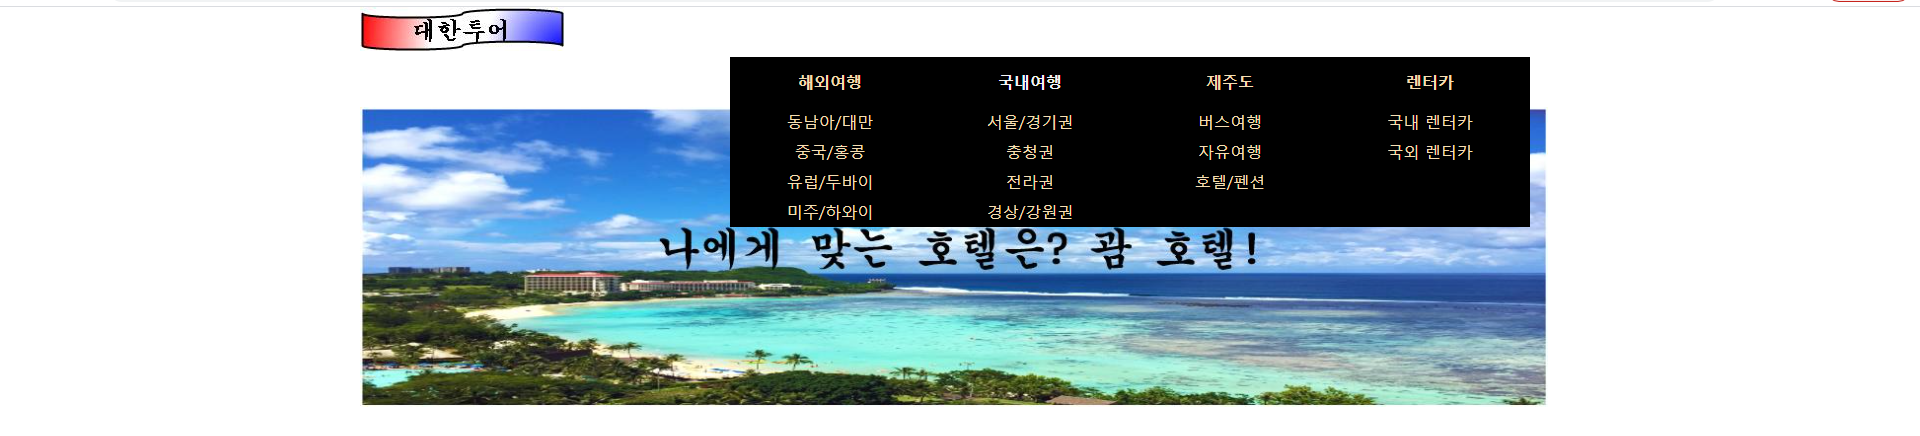 대한투어
해외여행 국내여행 제주도 렌터카
동남아/대만 서울/경기권 버스여행 국내 렌터카
중국/홍콩 충청권 자유여행 국외 렌터카
유럽/두바이 전라권 호텔/펜션
미주/하와이 경상/강원권
나에게 맞는 호텔은? 괌 호텔!